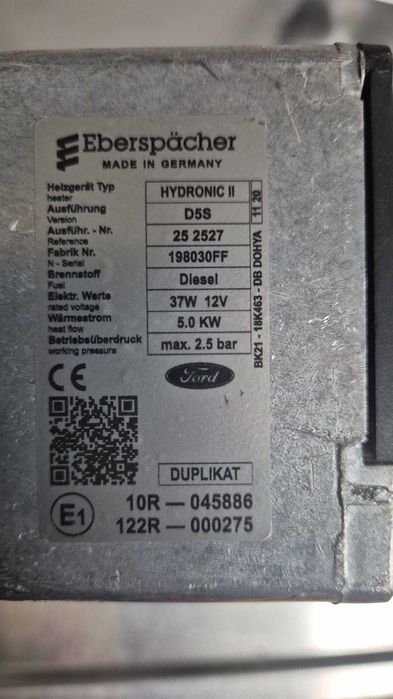 Eberspächer
MADE IN GERMANY
Heizgerät Typ HYDRONIC II
heater
Ausführung D5S
Version
Ausführ. - Nr. 25 2527
Reference
Fabrik Nr. 198030FF
N - Serial
Brennstoff Diesel
Fuel
Elektr. Werte 37W 12V
rated voltage
Wärmestrom 5.0 KW
heat flow
Betriebsüberdruck max. 2.5 bar
working pressure
BK21 - 18K463 - DB DOHYA 11 20
CE
Ford
DUPLIKAT
E1
10R — 045886
122R — 000275